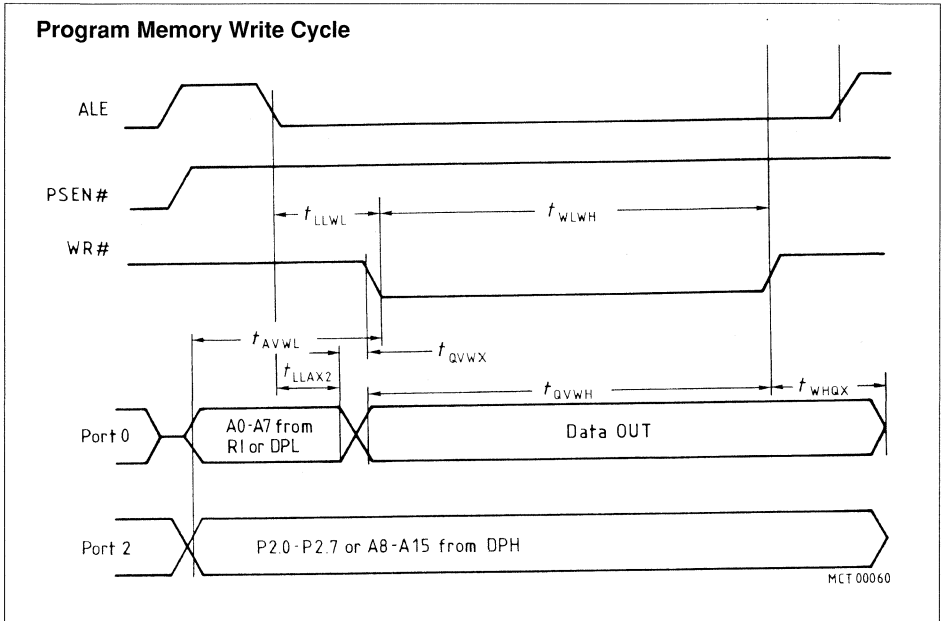 Program Memory Write Cycle
ALE
PSEN#
t LLWL
t WLWH
WR#
t AVWL
t QVWX
t LLAX2
t QVWH
t WHQX
Port 0
A0-A7 from
RI or DPL
Data OUT
Port 2
P2.0-P2.7 or A8-A15 from DPH
MCT 00060